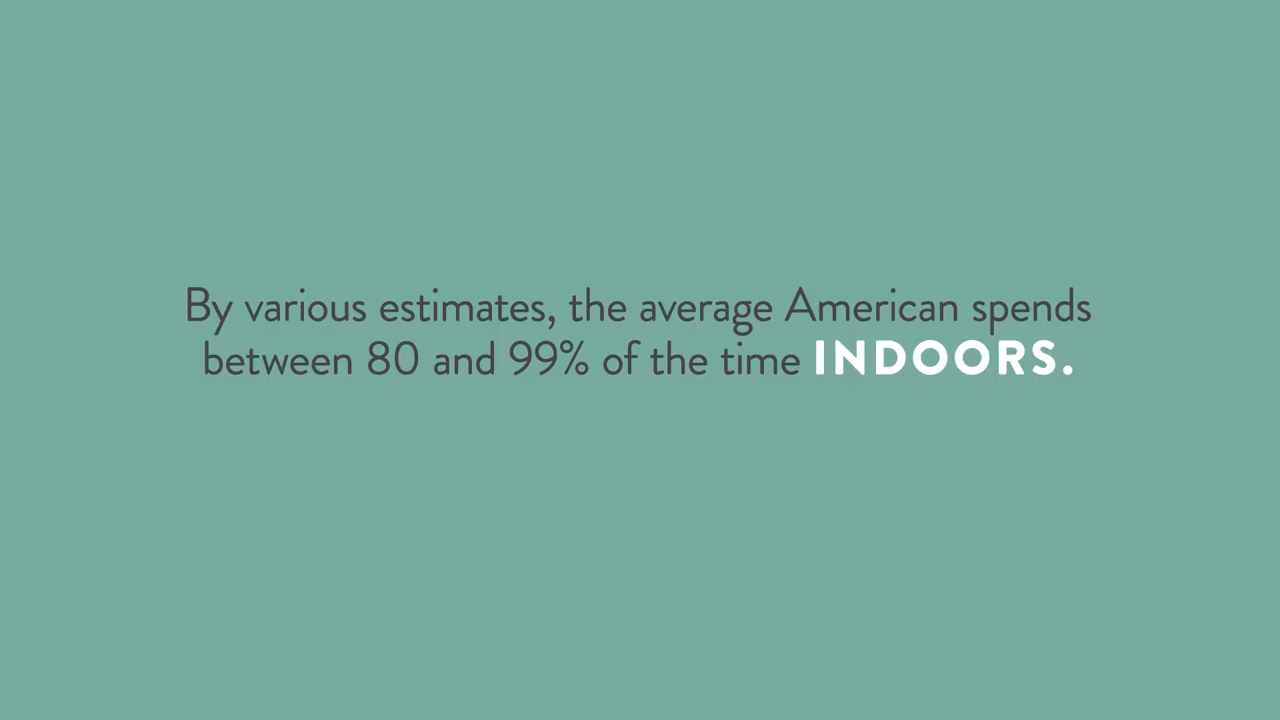 By various estimates, the average American spends
between 80 and 99% of the time INDOORS.